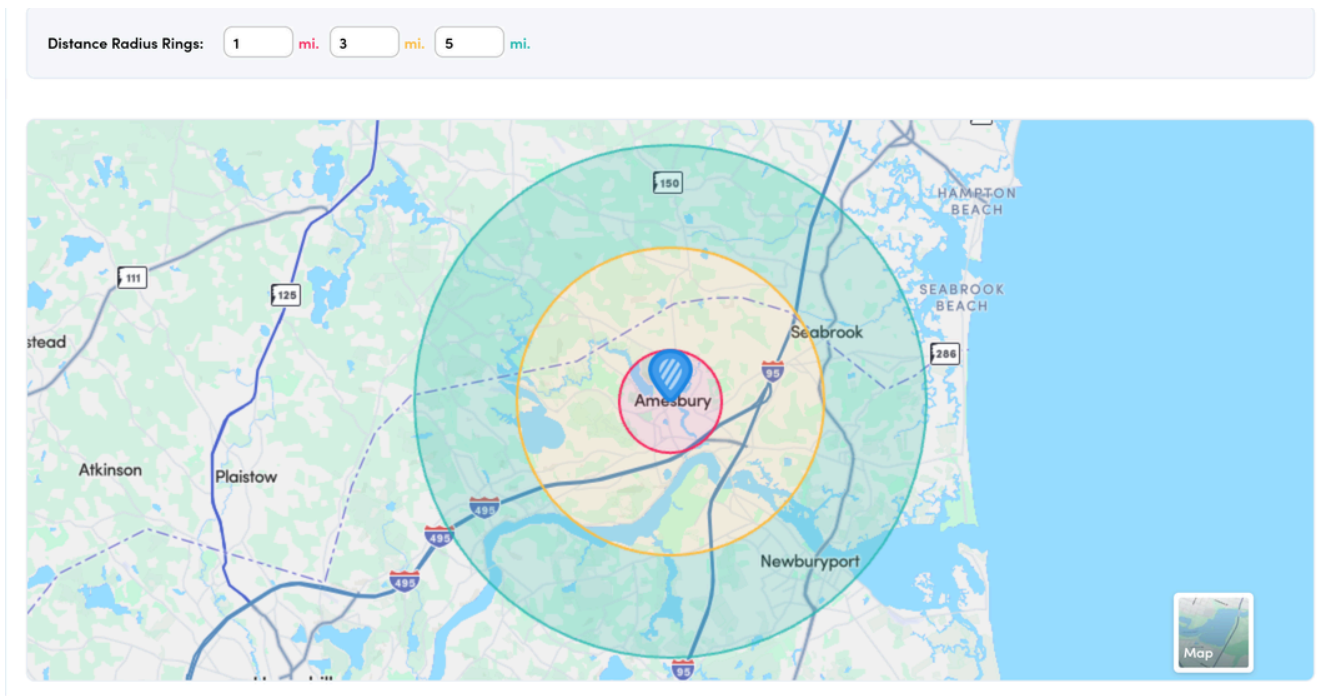 Distance Radius Rings: 1 mi. 3 mi. 5 mi.
150
HAMPTON
BEACH
111
125
SEABROOK
BEACH
stead
Seabrook
286
95
Amesbury
Atkinson
Plaistow
495
495
Newburyport
495
Map
95